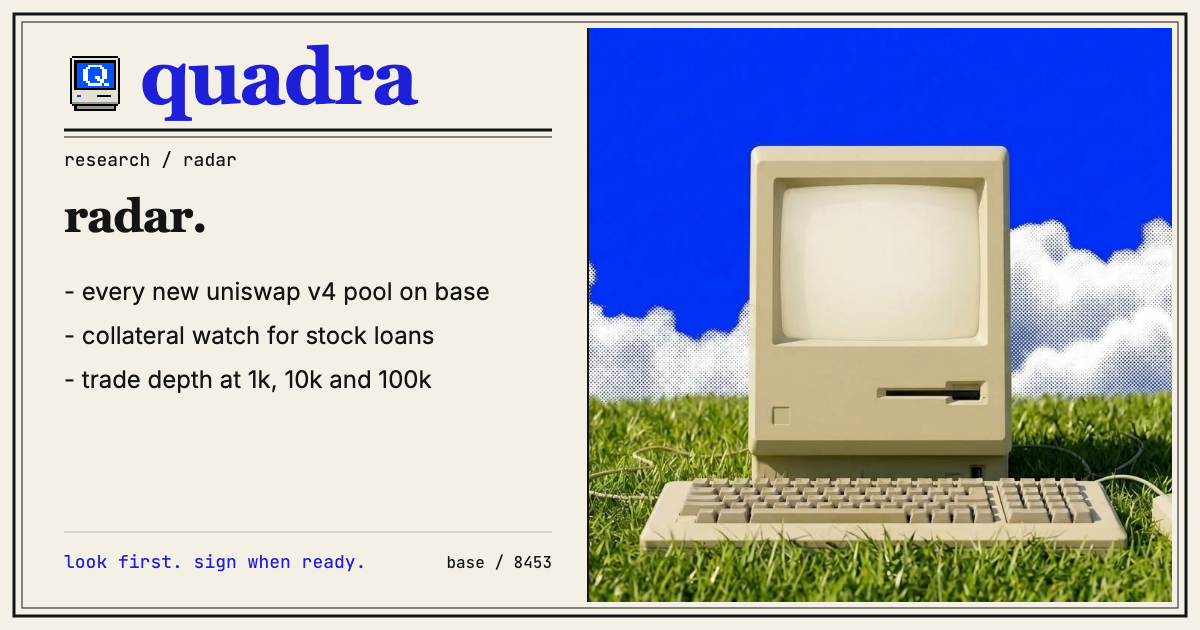 Q
quadra
research / radar
radar.
- every new uniswap v4 pool on base
- collateral watch for stock loans
- trade depth at 1k, 10k and 100k
look first. sign when ready.
base / 8453